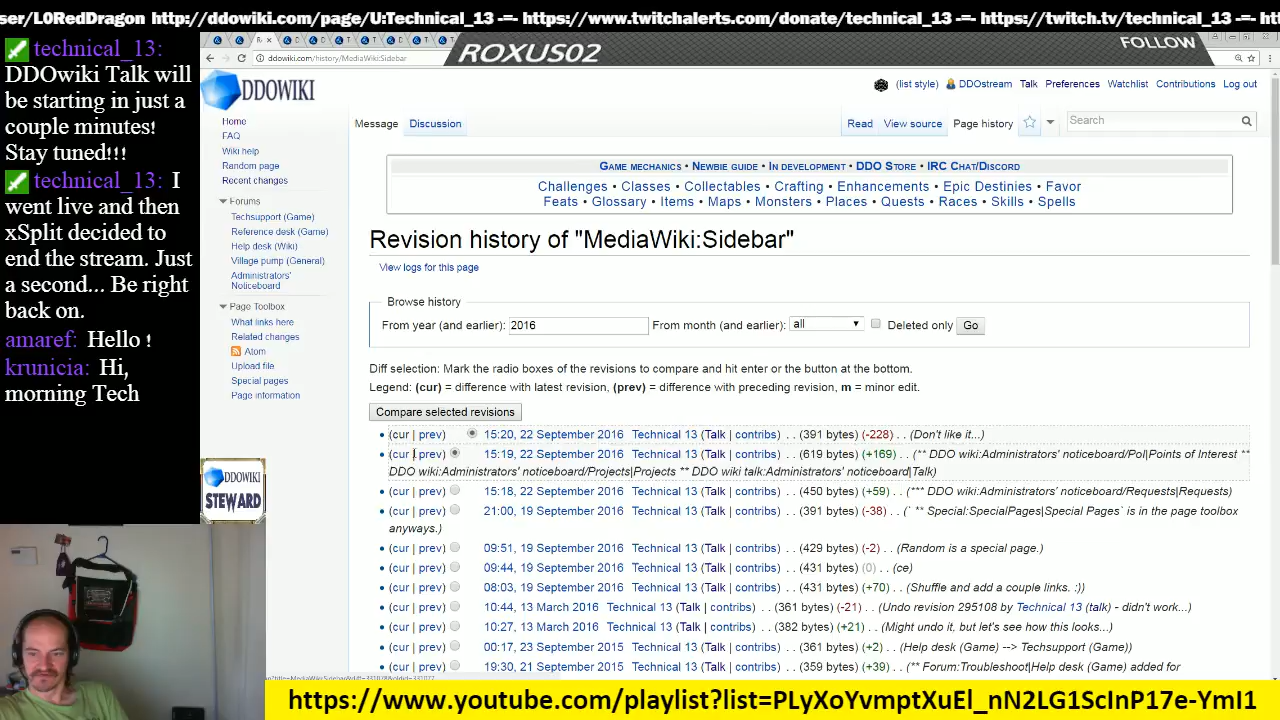 ser/L0RedDragon http://ddowiki.com/page/U:Technical_13 -=- https://www.twitchalerts.com/donate/technical_13 -=- https://twitch.tv/technical_13 -=- htt
technical_13:
DDOwiki Talk will
be starting in just a
couple minutes!
Stay tuned!!!
technical_13: I
went live and then
xSplit decided to
end the stream. Just
a second... Be right
back on.
amaref: Hello !
krunicia: Hi,
morning Tech
ROXUS02
FOLLOW
ddowiki.com/history/MediaWiki:Sidebar
DDOWIKI
(list style) DDOstream Talk Preferences Watchlist Contributions Log out
Home
FAQ
Wiki help
Random page
Recent changes
Forums
Techsupport (Game)
Reference desk (Game)
Help desk (Wiki)
Village pump (General)
Administrators'
Noticeboard
Page Toolbox
What links here
Related changes
Atom
Upload file
Special pages
Page information
Message Discussion Read View source Page history Search
Game mechanics • Newbie guide • In development • DDO Store • IRC Chat/Discord
Challenges • Classes • Collectables • Crafting • Enhancements • Epic Destinies • Favor
Feats • Glossary • Items • Maps • Monsters • Places • Quests • Races • Skills • Spells
Revision history of "MediaWiki:Sidebar"
View logs for this page
Browse history
From year (and earlier): 2016 From month (and earlier): all Deleted only Go
Diff selection: Mark the radio boxes of the revisions to compare and hit enter or the button at the bottom.
Legend: (cur) = difference with latest revision, (prev) = difference with preceding revision, m = minor edit.
Compare selected revisions
(cur | prev) 15:20, 22 September 2016 Technical 13 (Talk | contribs) . . (391 bytes) (-228) . . (Don't like it...)
(cur | prev) 15:19, 22 September 2016 Technical 13 (Talk | contribs) . . (619 bytes) (+169) . . (** DDO wiki:Administrators' noticeboard/PoI|Points of Interest **
DDO wiki:Administrators' noticeboard/Projects|Projects ** DDO wiki talk:Administrators' noticeboard|Talk)
(cur | prev) 15:18, 22 September 2016 Technical 13 (Talk | contribs) . . (450 bytes) (+59) . . (*** DDO wiki:Administrators' noticeboard/Requests|Requests)
(cur | prev) 21:00, 19 September 2016 Technical 13 (Talk | contribs) . . (391 bytes) (-38) . . (` ** Special:SpecialPages|Special Pages` is in the page toolbox
anyways.)
(cur | prev) 09:51, 19 September 2016 Technical 13 (Talk | contribs) . . (429 bytes) (-2) . . (Random is a special page.)
(cur | prev) 09:44, 19 September 2016 Technical 13 (Talk | contribs) . . (431 bytes) (0) . . (ce)
(cur | prev) 08:03, 19 September 2016 Technical 13 (Talk | contribs) . . (431 bytes) (+70) . . (Shuffle and add a couple links. :))
(cur | prev) 10:44, 13 March 2016 Technical 13 (Talk | contribs) . . (361 bytes) (-21) . . (Undo revision 295108 by Technical 13 (talk) - didn't work...)
(cur | prev) 10:27, 13 March 2016 Technical 13 (Talk | contribs) . . (382 bytes) (+21) . . (Might undo it, but let's see how this looks...)
(cur | prev) 00:17, 23 September 2015 Technical 13 (Talk | contribs) . . (361 bytes) (+2) . . (Help desk (Game) --> Techsupport (Game))
(cur | prev) 19:30, 21 September 2015 Technical 13 (Talk | contribs) . . (359 bytes) (+39) . . (** Forum:Troubleshoot|Help desk (Game) added for
DDOWIKI
STEWARD
https://www.youtube.com/playlist?list=PLyXoYvmptXuEl_nN2LG1ScInP17e-YmI1